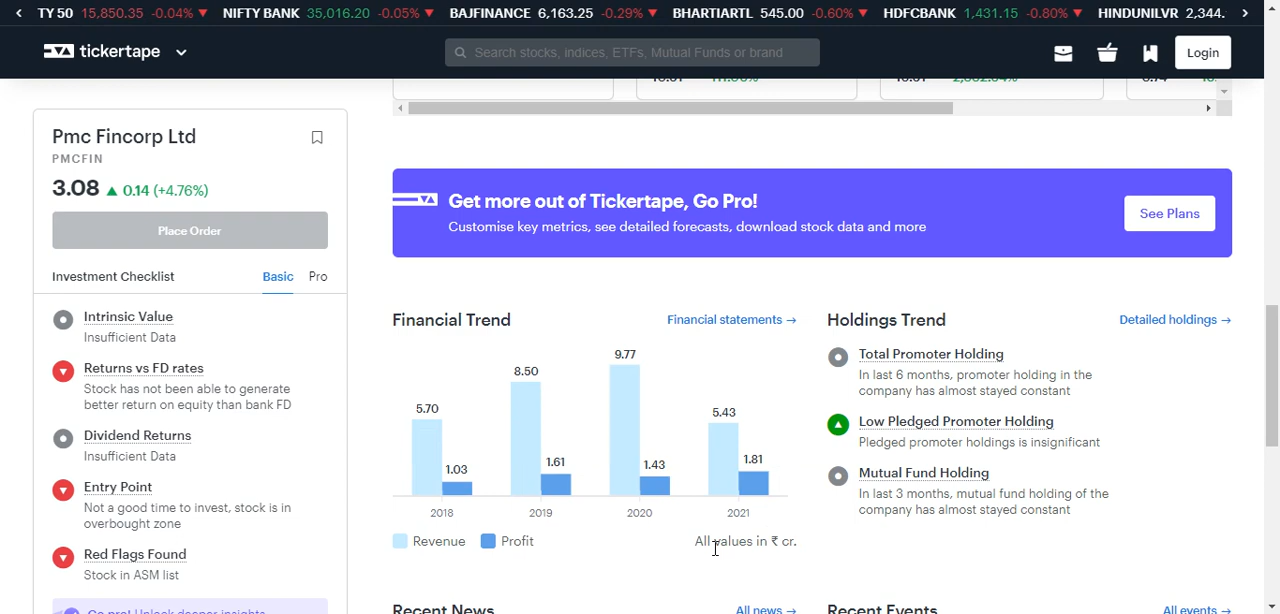 TY 50 15,850.35 -0.04% NIFTY BANK 35,016.20 -0.05% BAJFINANCE 6,163.25 -0.29% BHARTIARTL 545.00 -0.60% HDFCBANK 1,431.15 -0.80% HINDUNILVR 2,344.
tickertape
Search stocks, indices, ETFs, Mutual Funds or brand
Login
Pmc Fincorp Ltd
PMCFIN
3.08 0.14 (+4.76%)
Place Order
Investment Checklist Basic Pro
Intrinsic Value
Insufficient Data
Returns vs FD rates
Stock has not been able to generate
better return on equity than bank FD
Dividend Returns
Insufficient Data
Entry Point
Not a good time to invest, stock is in
overbought zone
Red Flags Found
Stock in ASM list
Go pro! Unlock deeper insights
Get more out of Tickertape, Go Pro!
Customise key metrics, see detailed forecasts, download stock data and more
See Plans
Financial Trend
Financial statements →
9.77
8.50
5.70
5.43
1.03
1.61
1.43
1.81
2018 2019 2020 2021
Revenue Profit All values in ₹ cr.
Holdings Trend
Detailed holdings →
Total Promoter Holding
In last 6 months, promoter holding in the
company has almost stayed constant
Low Pledged Promoter Holding
Pledged promoter holdings is insignificant
Mutual Fund Holding
In last 3 months, mutual fund holding of the
company has almost stayed constant
Recent News
All news →
Recent Events
All events →